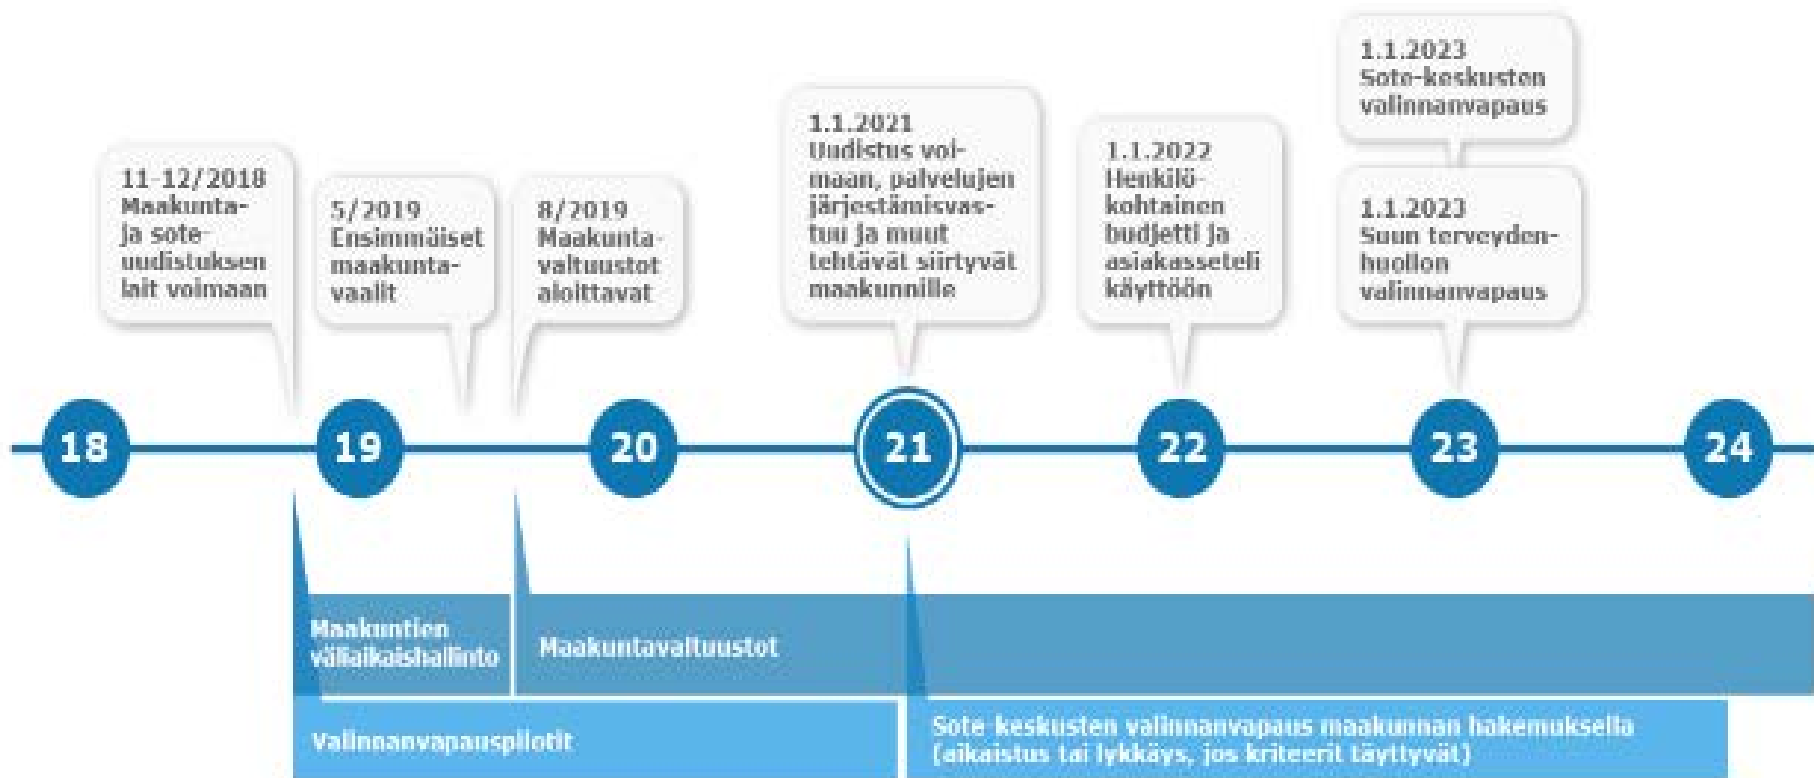 11-12/2018
Maakunta-
ja sote-
uudistuksen
lait voimaan
5/2019
Ensimmäiset
maakunta-
vaalit
8/2019
Maakunta-
valtuustot
aloittavat
1.1.2021
Uudistus voi-
maan, palvelujen
järjestämisvas-
tuu ja muut
tehtävät siirtyvät
maakunnille
1.1.2022
Henkilö-
kohtainen
budjetti ja
asiakasseteli
käyttöön
1.1.2023
Sote-keskusten
valinnanvapaus
1.1.2023
Suun terveyden-
huollon
valinnanvapaus
18
19
20
21
22
23
24
Maakuntien
väliaikaishallinto
Maakuntavaltuustot
Valinnanvapauspilotit
Sote-keskusten valinnanvapaus maakunnan hakemuksella
(aikaistus tai lykkäys, jos kriteerit täyttyvät)